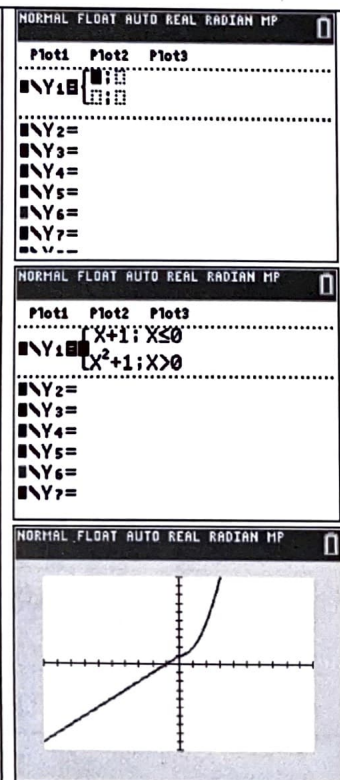 NORMAL FLOAT AUTO REAL RADIAN MP
Plot1 Plot2 Plot3
\Y1={ ;
;
\Y2=
\Y3=
\Y4=
\Y5=
\Y6=
\Y7=
NORMAL FLOAT AUTO REAL RADIAN MP
Plot1 Plot2 Plot3
\Y1={X+1;X≤0
X²+1;X>0
\Y2=
\Y3=
\Y4=
\Y5=
\Y6=
\Y7=
NORMAL FLOAT AUTO REAL RADIAN MP